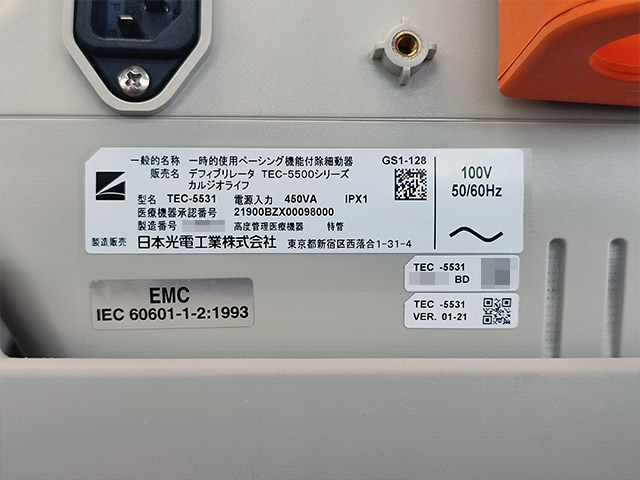 一般的名称 一時的使用ペーシング機能付除細動器 GS1-128
販売名 デフィブリレータ TEC-5500シリーズ
カルジオライフ
型名 TEC-5531 電源入力 450VA IPX1
医療機器承認番号 21900BZX00098000
製造番号 高度管理医療機器 特管
製造販売 日本光電工業株式会社 東京都新宿区西落合1-31-4
100V
50/60Hz
TEC -5531
BD
TEC -5531
VER. 01-21
EMC
IEC 60601-1-2:1993